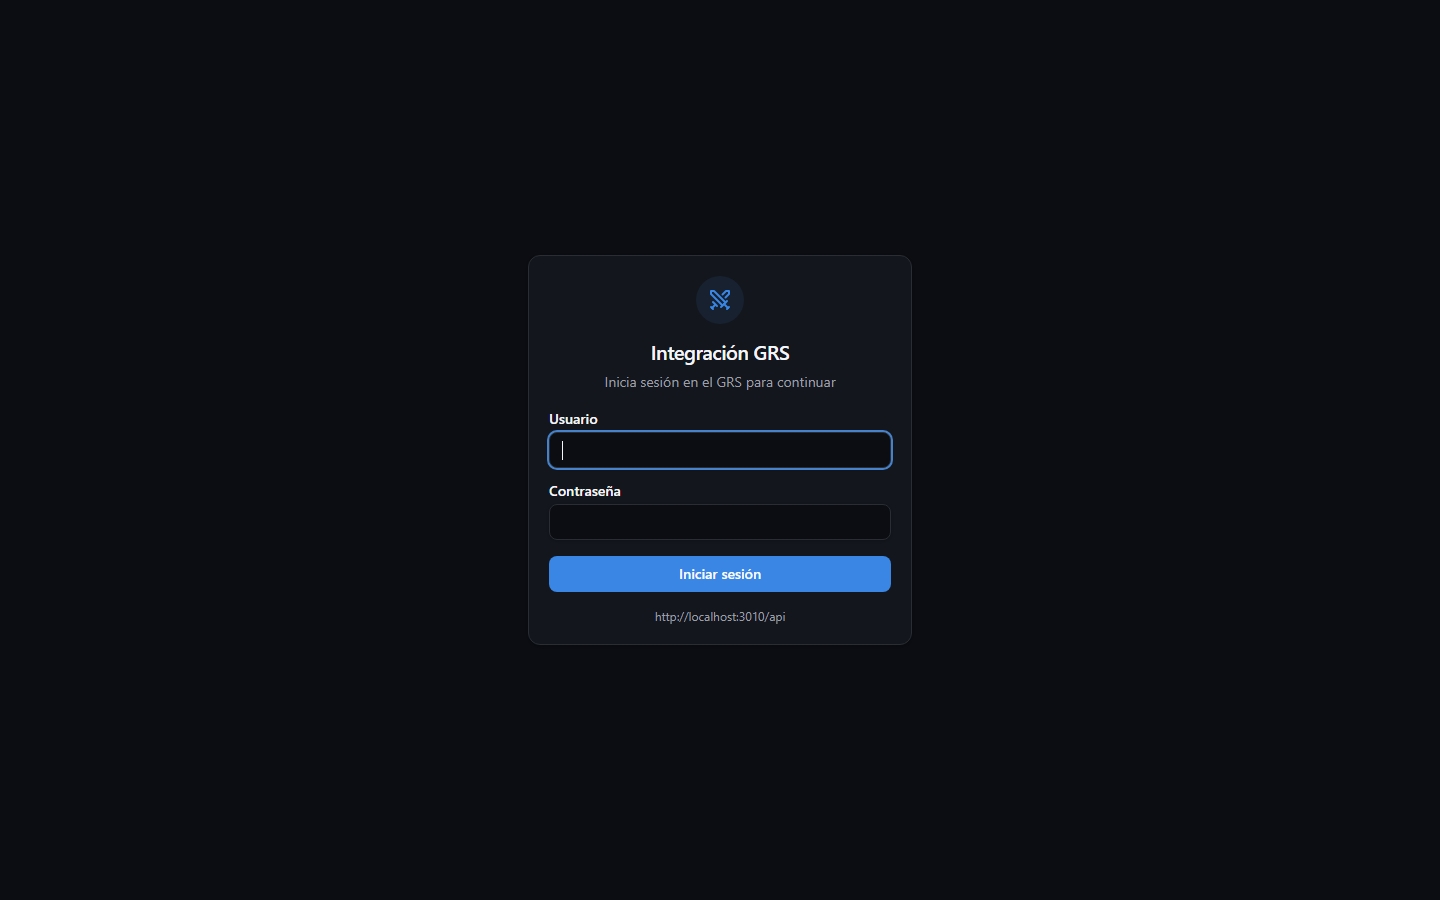 Integración GRS
Inicia sesión en el GRS para continuar
Usuario
Contraseña
Iniciar sesión
http://localhost:3010/api